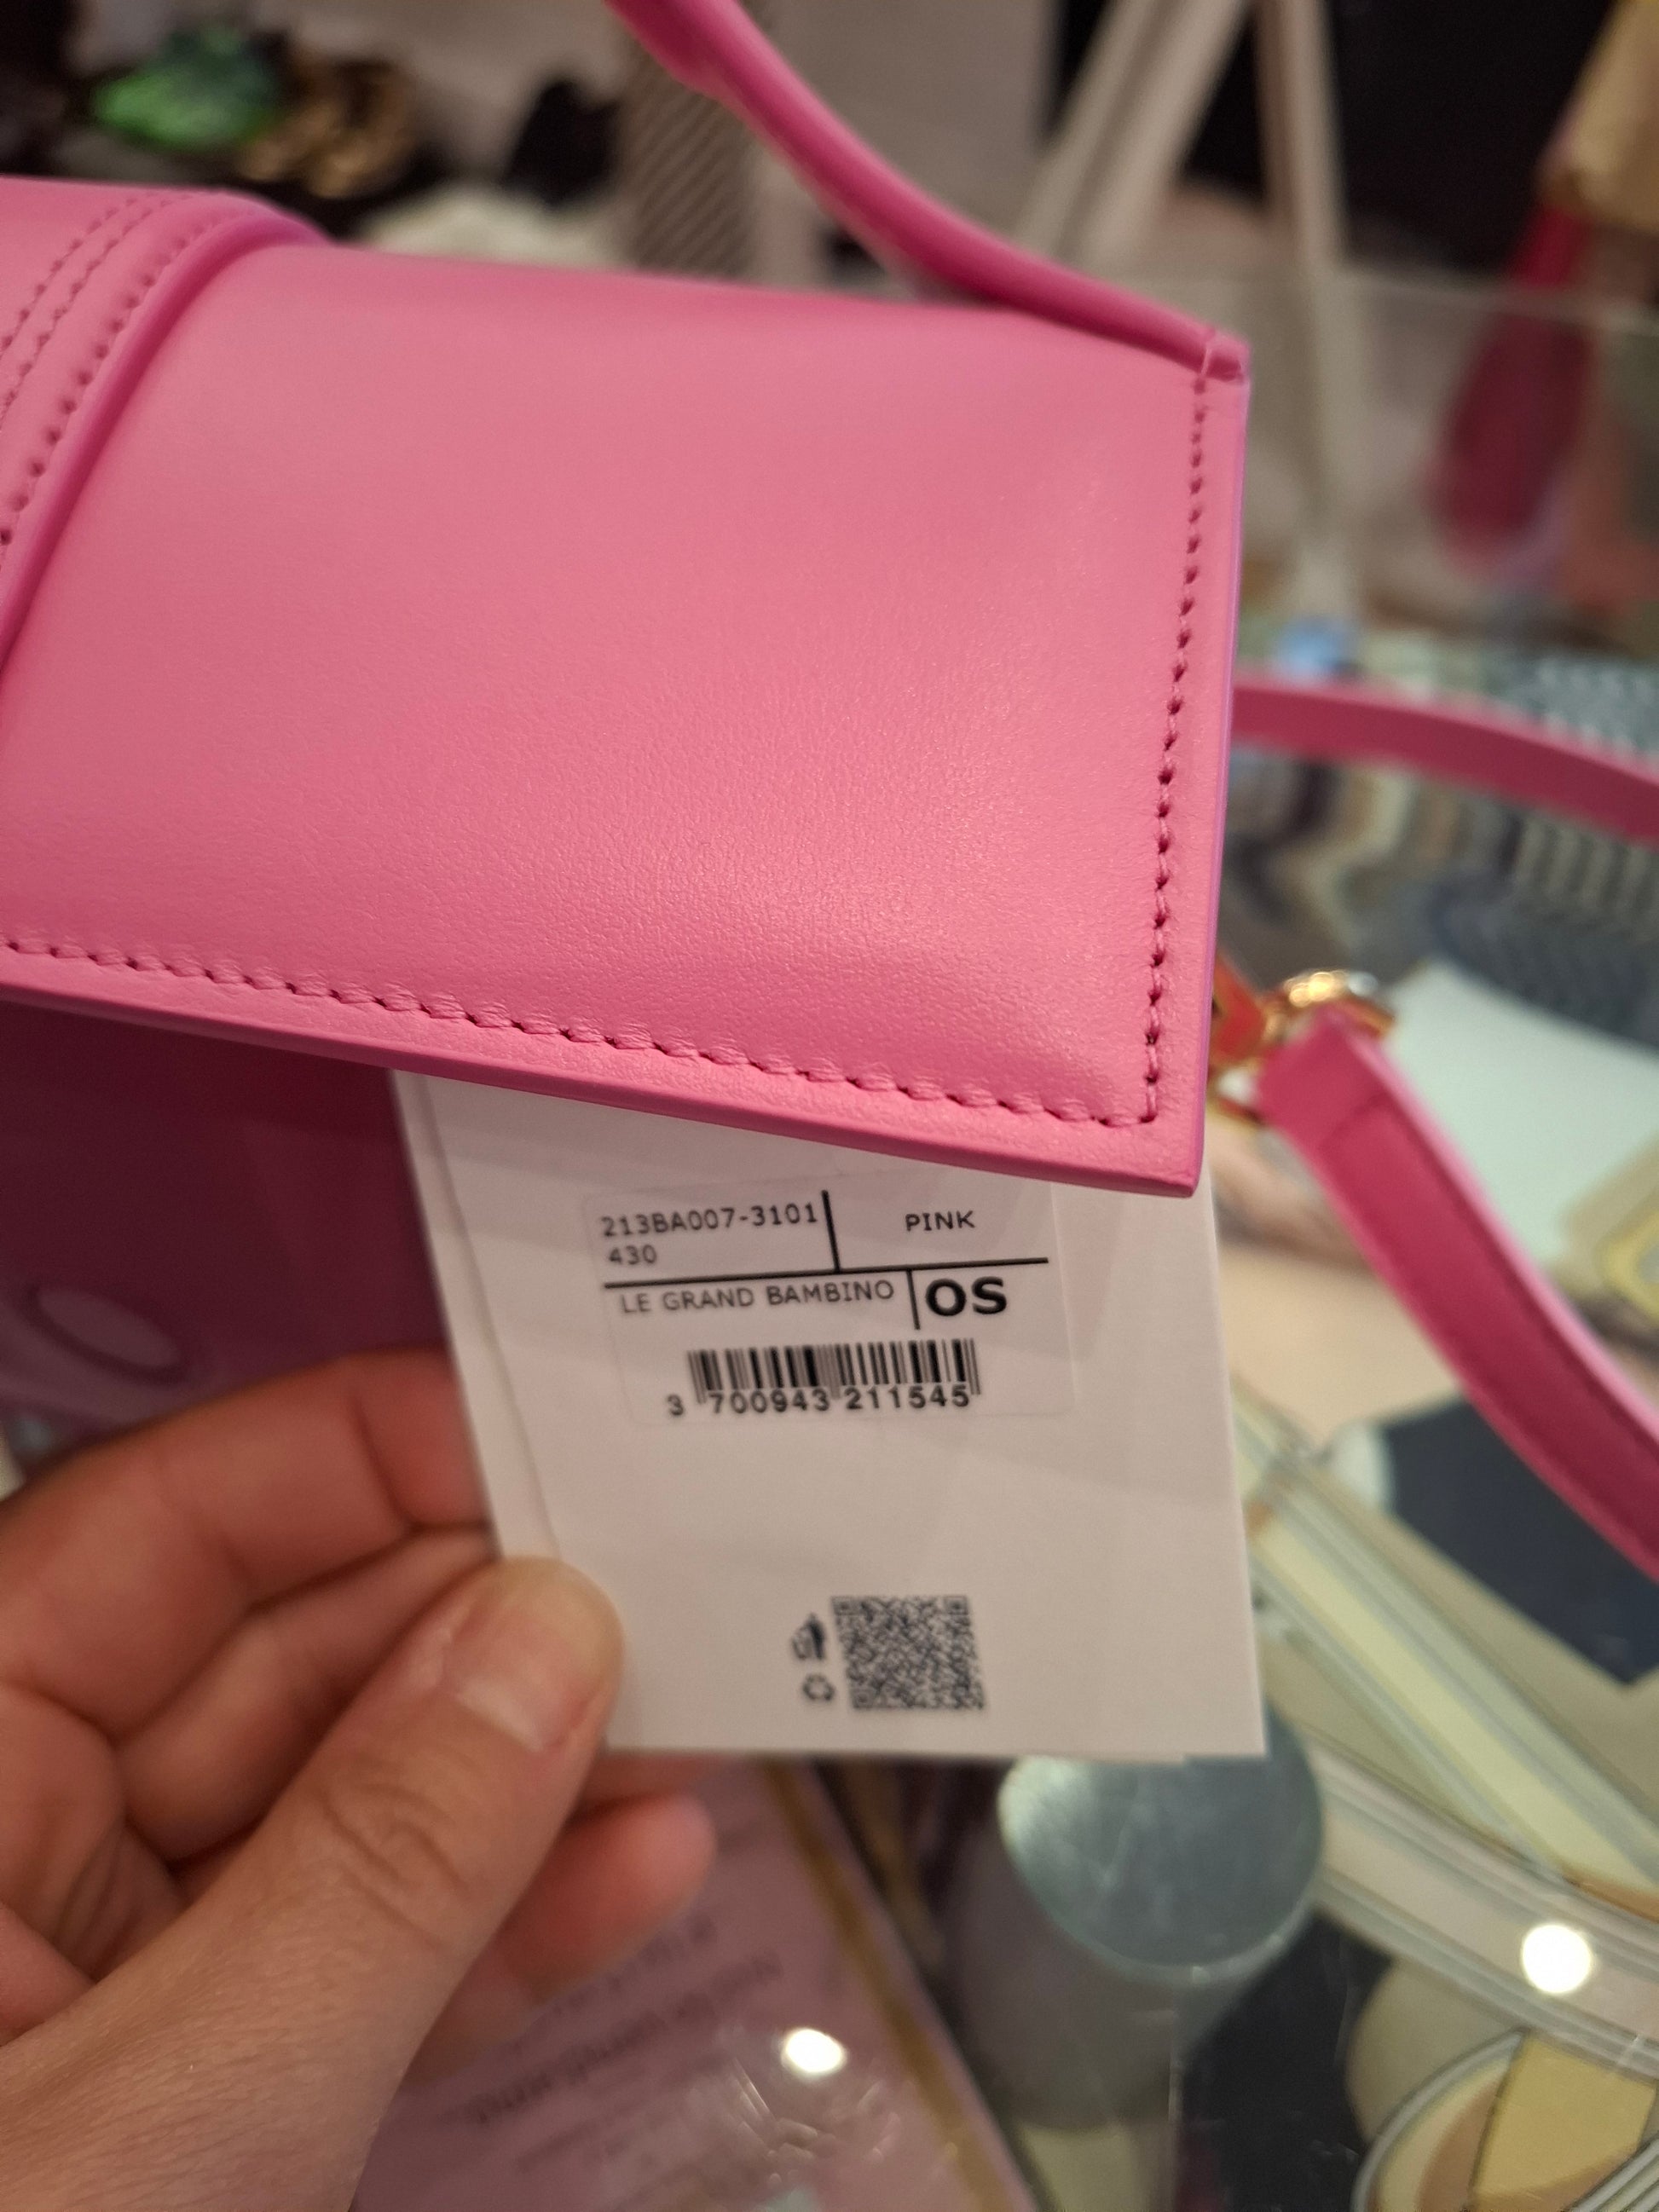 213BA007-3101
430
PINK
LE GRAND BAMBINO
OS
3 700943 211545